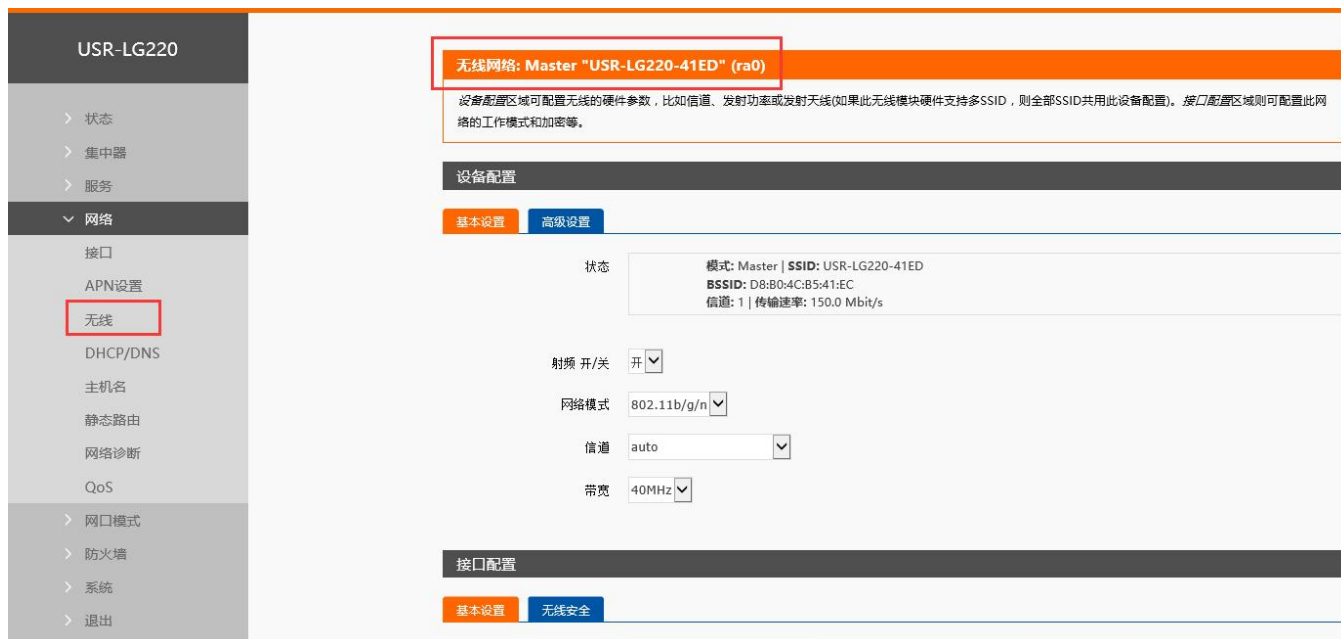 USR-LG220
状态
集中器
服务
网络
接口
APN设置
无线
DHCP/DNS
主机名
静态路由
网络诊断
QoS
网口模式
防火墙
系统
退出
无线网络: Master "USR-LG220-41ED" (ra0)
设备配置区域可配置无线的硬件参数，比如信道、发射功率或发射天线(如果此无线模块硬件支持多SSID，则全部SSID共用此设备配置)。接口配置区域则可配置此网
络的工作模式和加密等。
设备配置
基本设置 高级设置
状态 模式: Master | SSID: USR-LG220-41ED
BSSID: D8:B0:4C:B5:41:EC
信道: 1 | 传输速率: 150.0 Mbit/s
射频 开/关 开
网络模式 802.11b/g/n
信道 auto
带宽 40MHz
接口配置
基本设置 无线安全